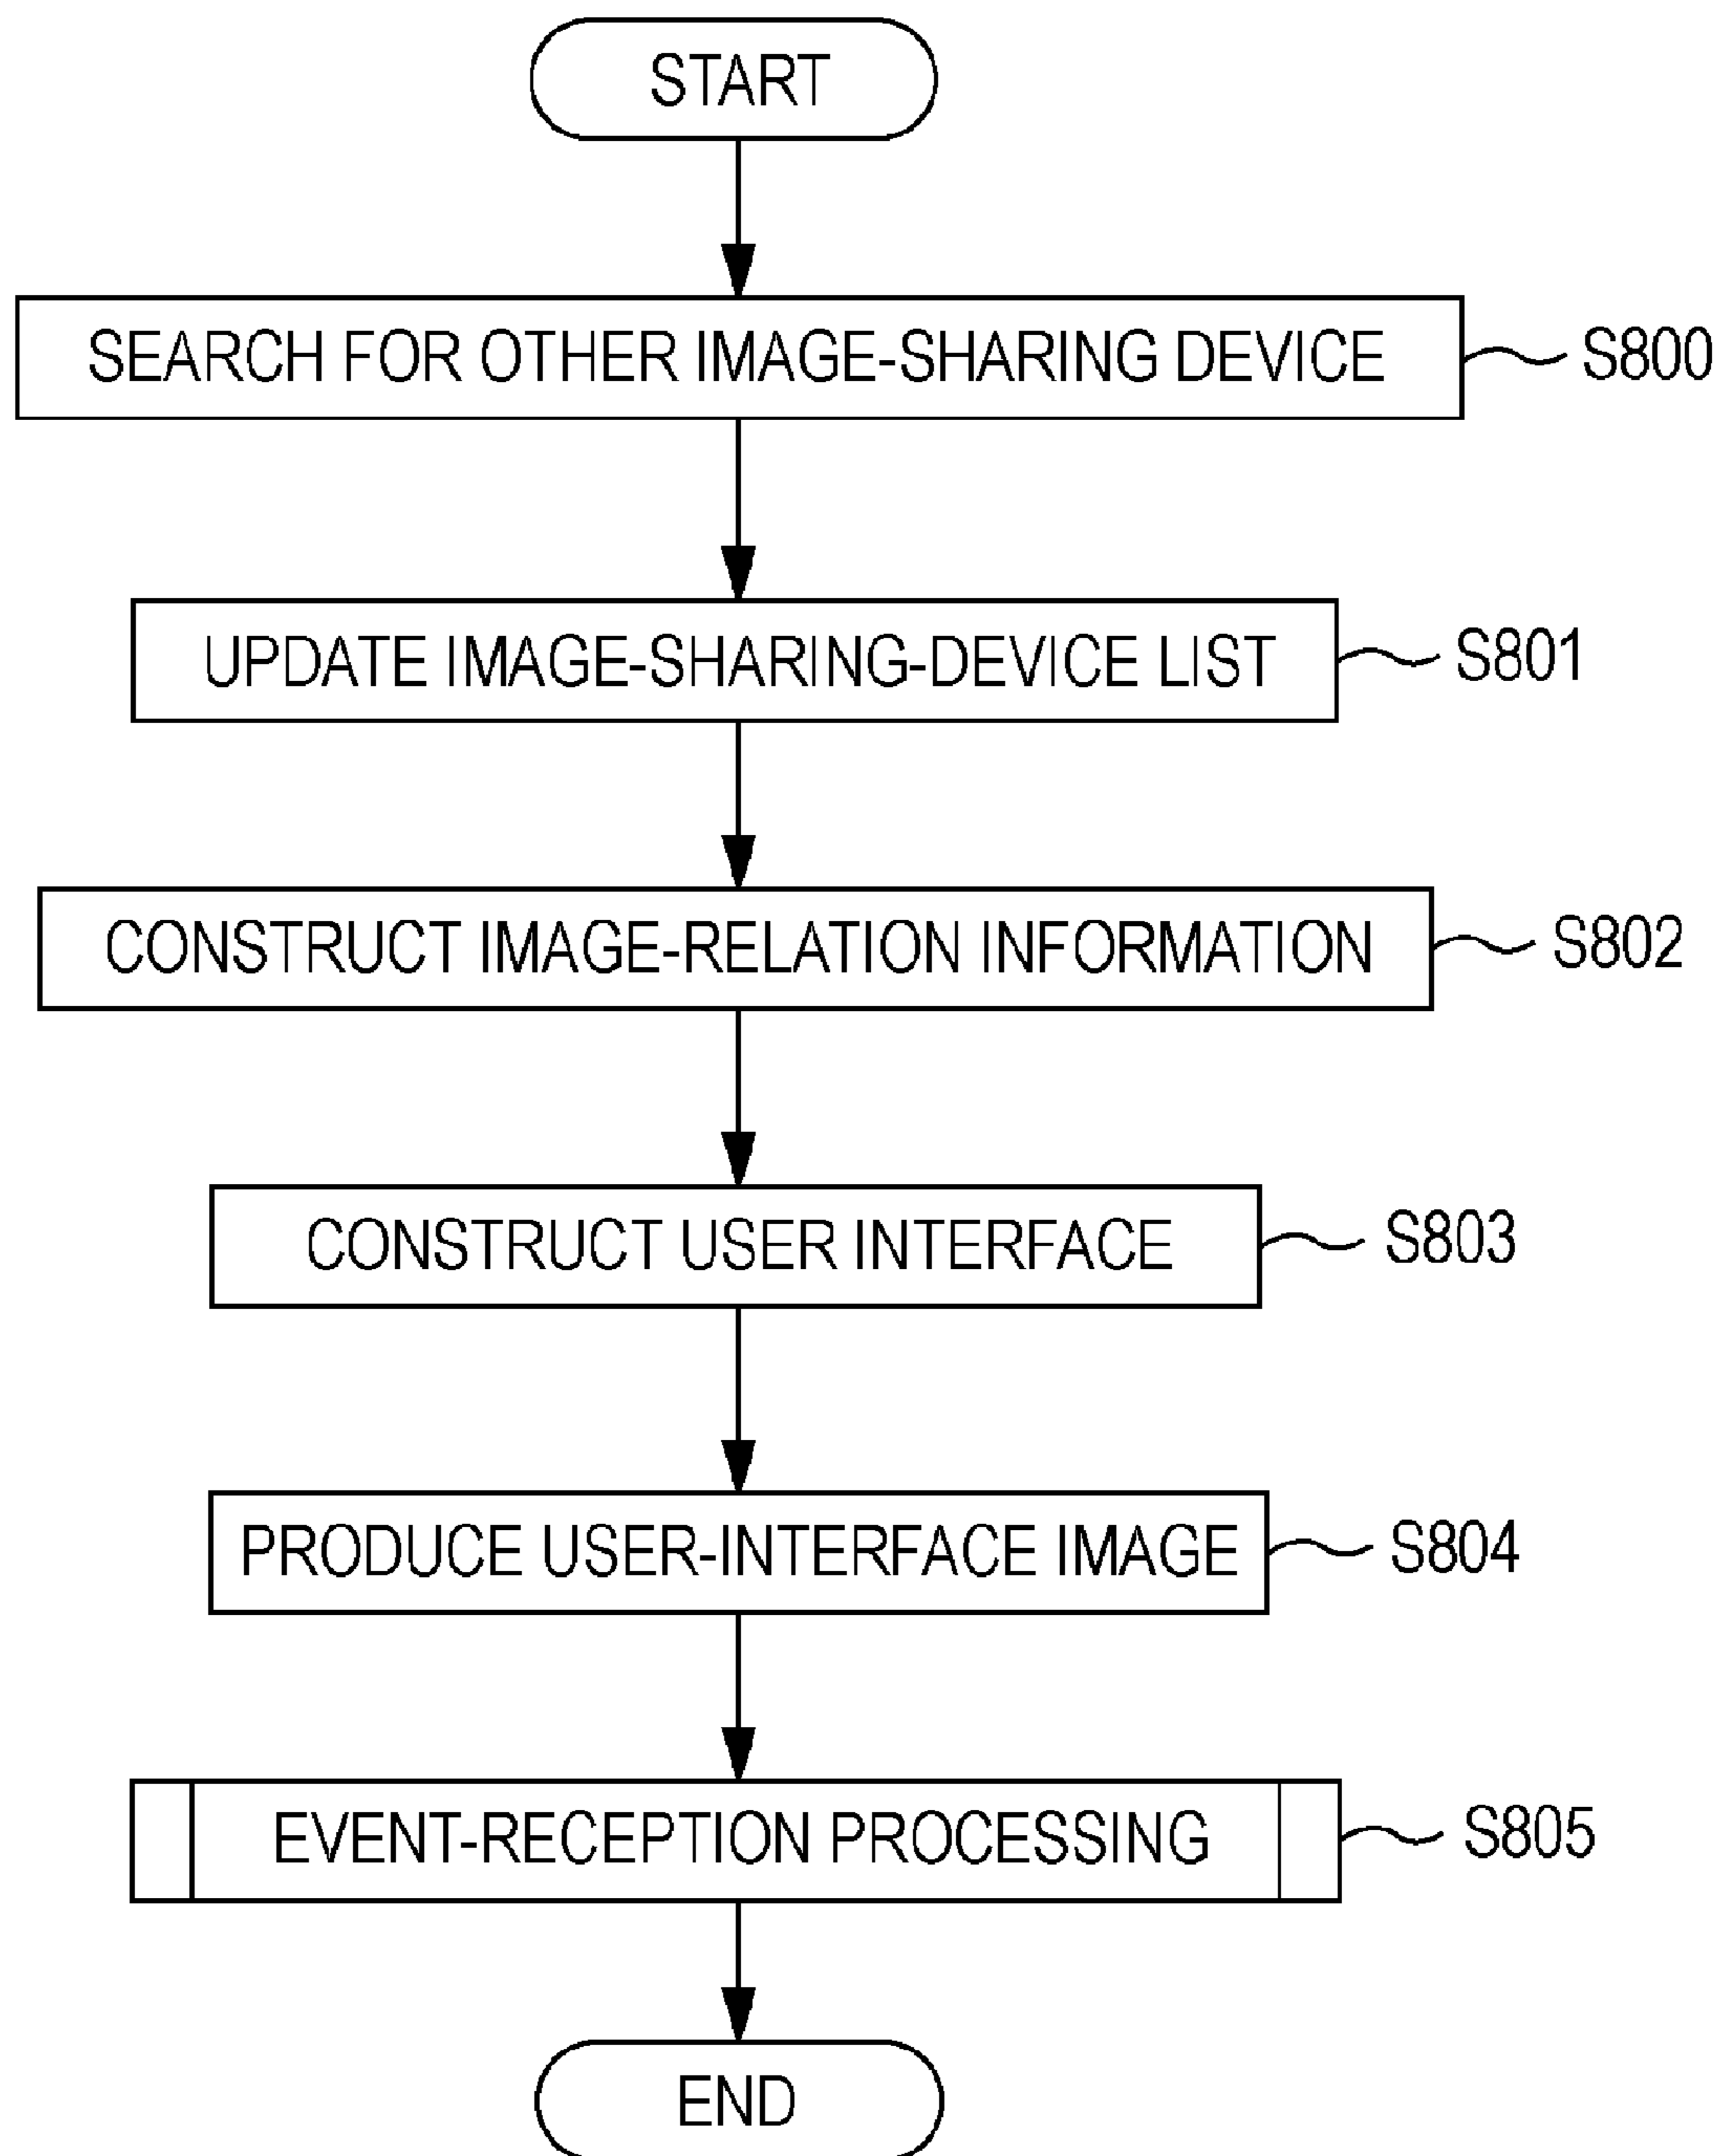 START
SEARCH FOR OTHER IMAGE-SHARING DEVICE
S800
UPDATE IMAGE-SHARING-DEVICE LIST
S801
CONSTRUCT IMAGE-RELATION INFORMATION
S802
CONSTRUCT USER INTERFACE
S803
PRODUCE USER-INTERFACE IMAGE
S804
EVENT-RECEPTION PROCESSING
S805
END